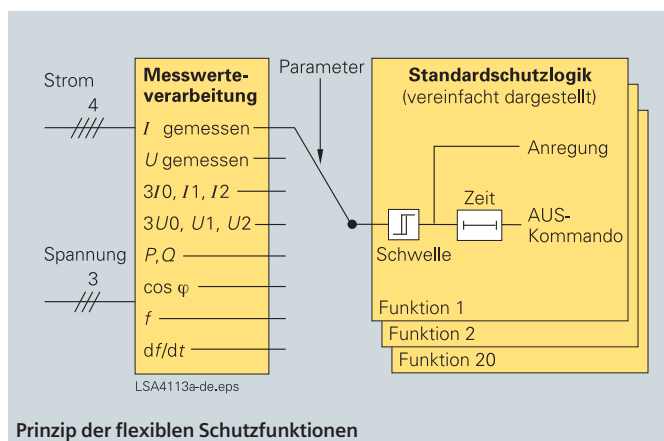 Strom
4
Messwerte-
verarbeitung
I gemessen
U gemessen
3I0, I1, I2
3U0, U1, U2
P,Q
cos φ
f
df/dt
Spannung
3
LSA4113a-de.eps
Parameter
Standardschutzlogik
(vereinfacht dargestellt)
Anregung
Zeit
AUS-
Kommando
Schwelle
Funktion 1
Funktion 2
Funktion 20
Prinzip der flexiblen Schutzfunktionen